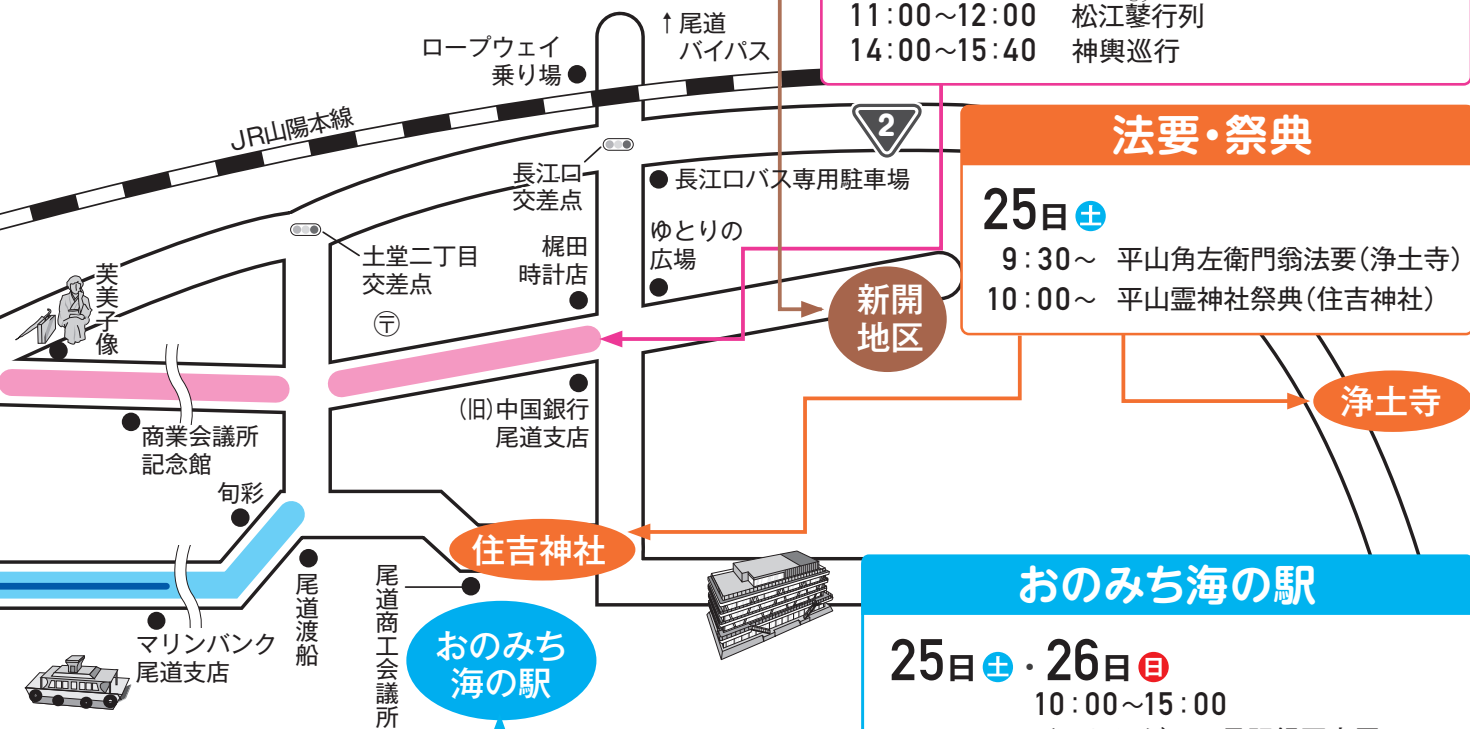 11:00～12:00 松江鼕行列
14:00～15:40 神輿巡行
↑尾道
バイパス
ロープウェイ
乗り場
JR山陽本線
2
長江口
交差点
長江口バス専用駐車場
土堂二丁目
交差点
梶田
時計店
ゆとりの
広場
芙美子像
〒
新開
地区
法要・祭典
25日土
9:30～ 平山角左衛門翁法要(浄土寺)
10:00～ 平山霊神社祭典(住吉神社)
浄土寺
商業会議所
記念館
(旧)中国銀行
尾道支店
旬彩
住吉神社
尾道渡船
尾道商工会議所
マリンバンク
尾道支店
おのみち
海の駅
おのみち海の駅
25日土・26日日
10:00～15:00